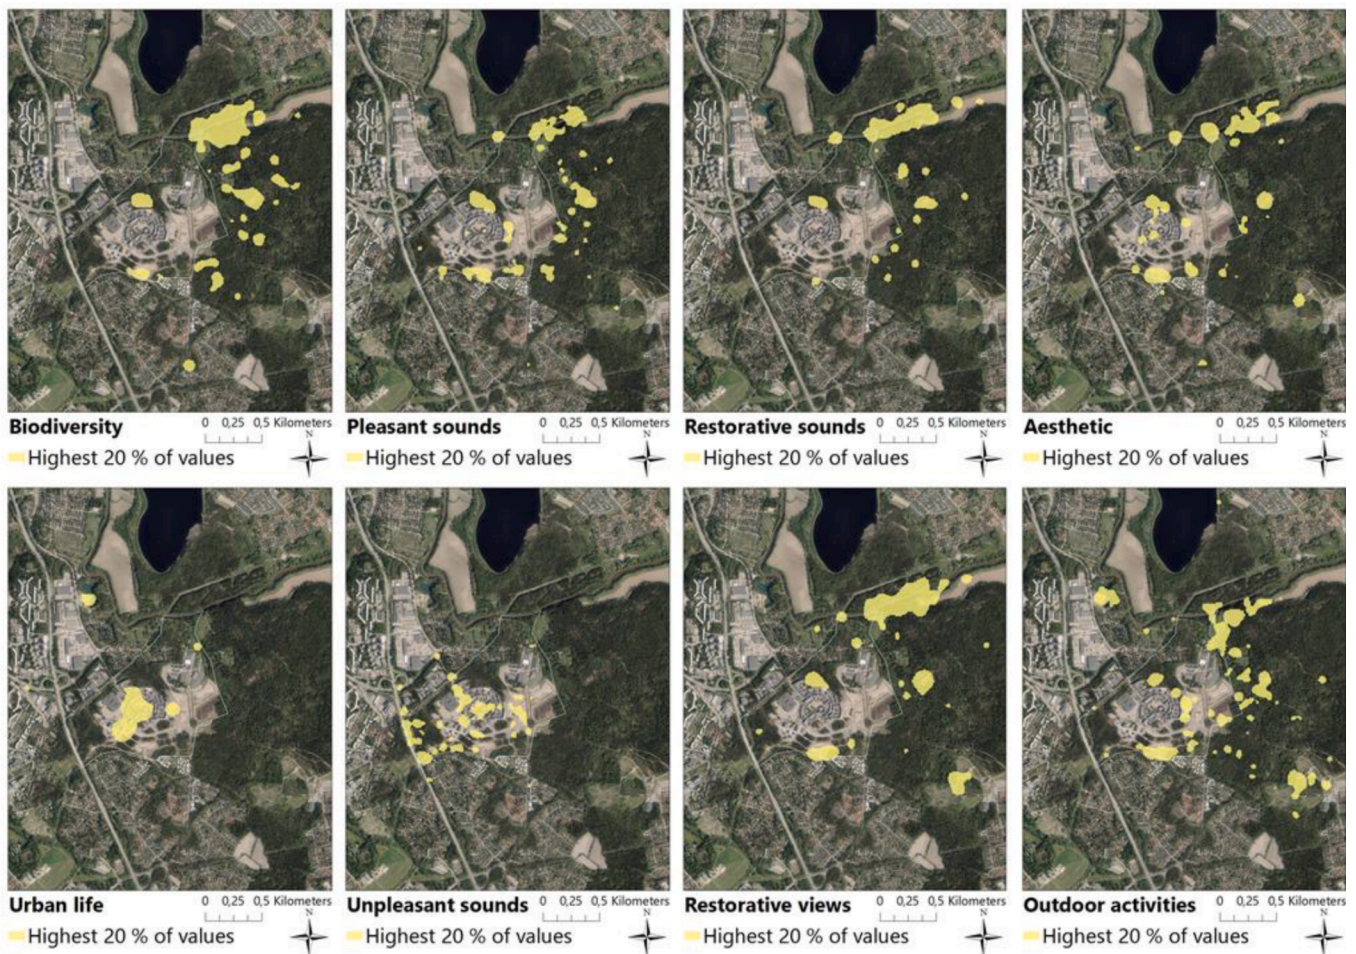 Biodiversity
0 0,25 0,5 Kilometers
N
Highest 20 % of values
Pleasant sounds
0 0,25 0,5 Kilometers
N
Highest 20 % of values
Restorative sounds
0 0,25 0,5 Kilometers
N
Highest 20 % of values
Aesthetic
0 0,25 0,5 Kilometers
N
Highest 20 % of values
Urban life
0 0,25 0,5 Kilometers
N
Highest 20 % of values
Unpleasant sounds
0 0,25 0,5 Kilometers
N
Highest 20 % of values
Restorative views
0 0,25 0,5 Kilometers
N
Highest 20 % of values
Outdoor activities
0 0,25 0,5 Kilometers
N
Highest 20 % of values